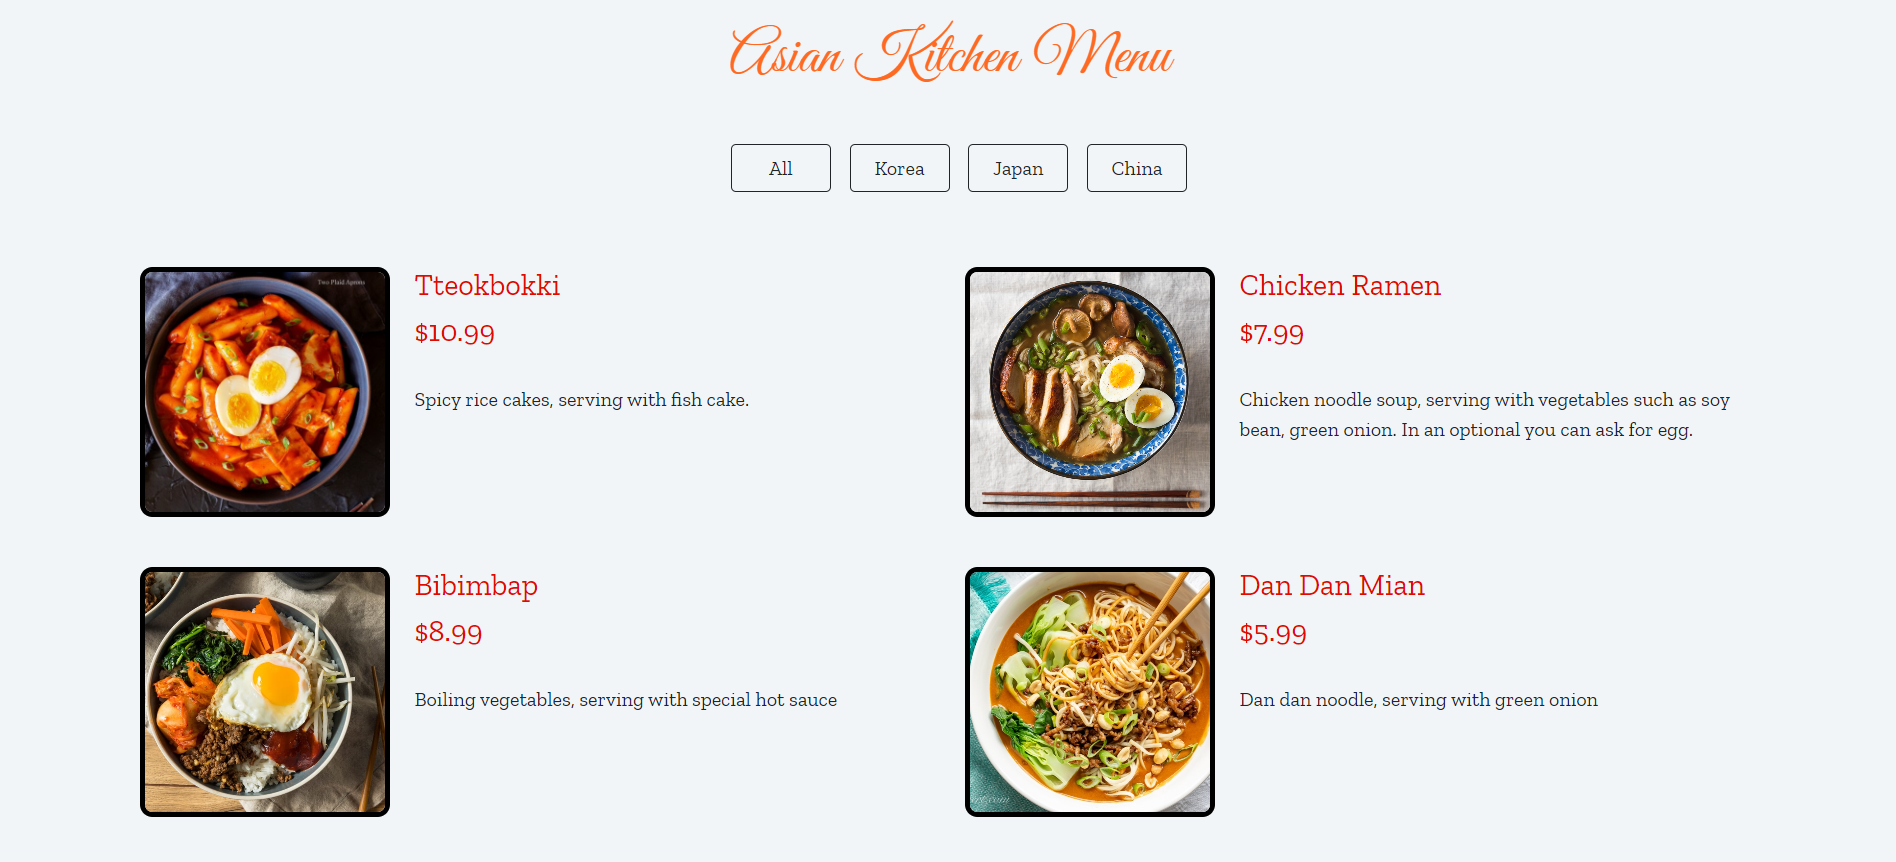 Asian Kitchen Menu
All
Korea
Japan
China
Two Plaid Aprons
Tteokbokki
$10.99
Spicy rice cakes, serving with fish cake.
Chicken Ramen
$7.99
Chicken noodle soup, serving with vegetables such as soy
bean, green onion. In an optional you can ask for egg.
Bibimbap
$8.99
Boiling vegetables, serving with special hot sauce
Dan Dan Mian
$5.99
Dan dan noodle, serving with green onion